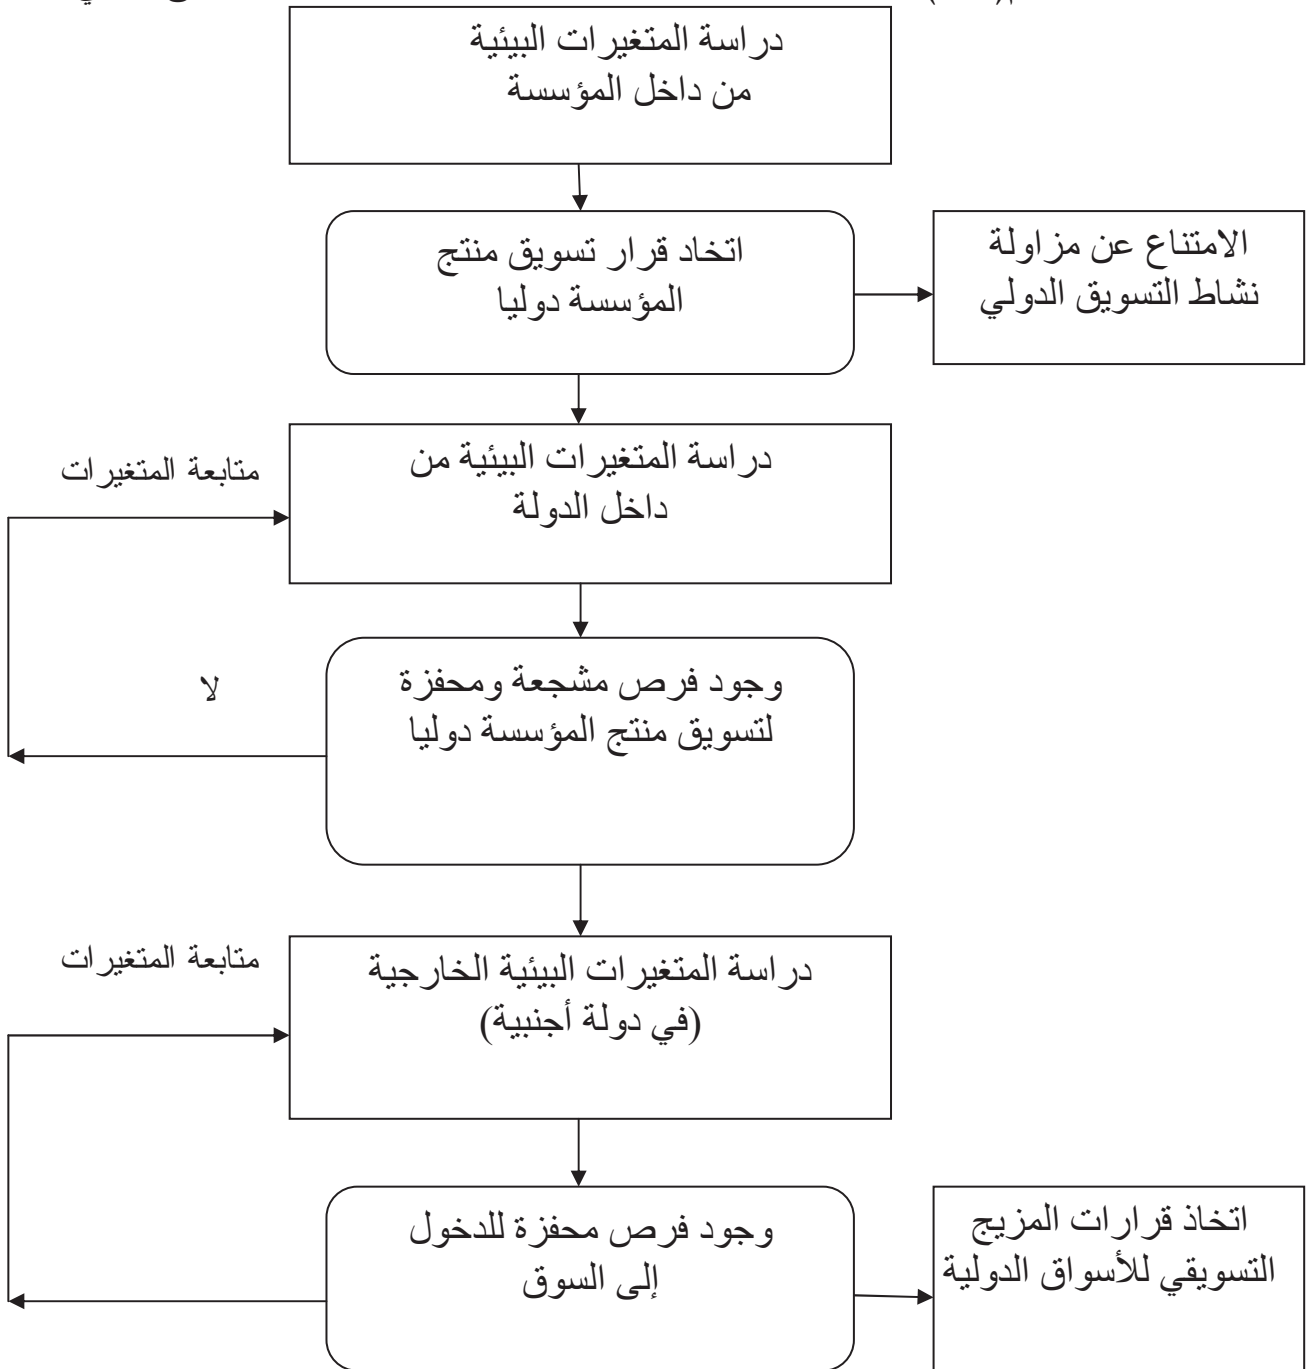 دراسة المتغيرات البيئية
من داخل المؤسسة
اتخاد قرار تسويق منتج
المؤسسة دوليا
الامتناع عن مزاولة
نشاط التسويق الدولي
دراسة المتغيرات البيئية من
داخل الدولة
متابعة المتغيرات
وجود فرص مشجعة ومحفزة
لتسويق منتج المؤسسة دوليا
لا
دراسة المتغيرات البيئية الخارجية
(في دولة أجنبية)
متابعة المتغيرات
وجود فرص محفزة للدخول
إلى السوق
اتخاذ قرارات المزيج
التسويقي للأسواق الدولية